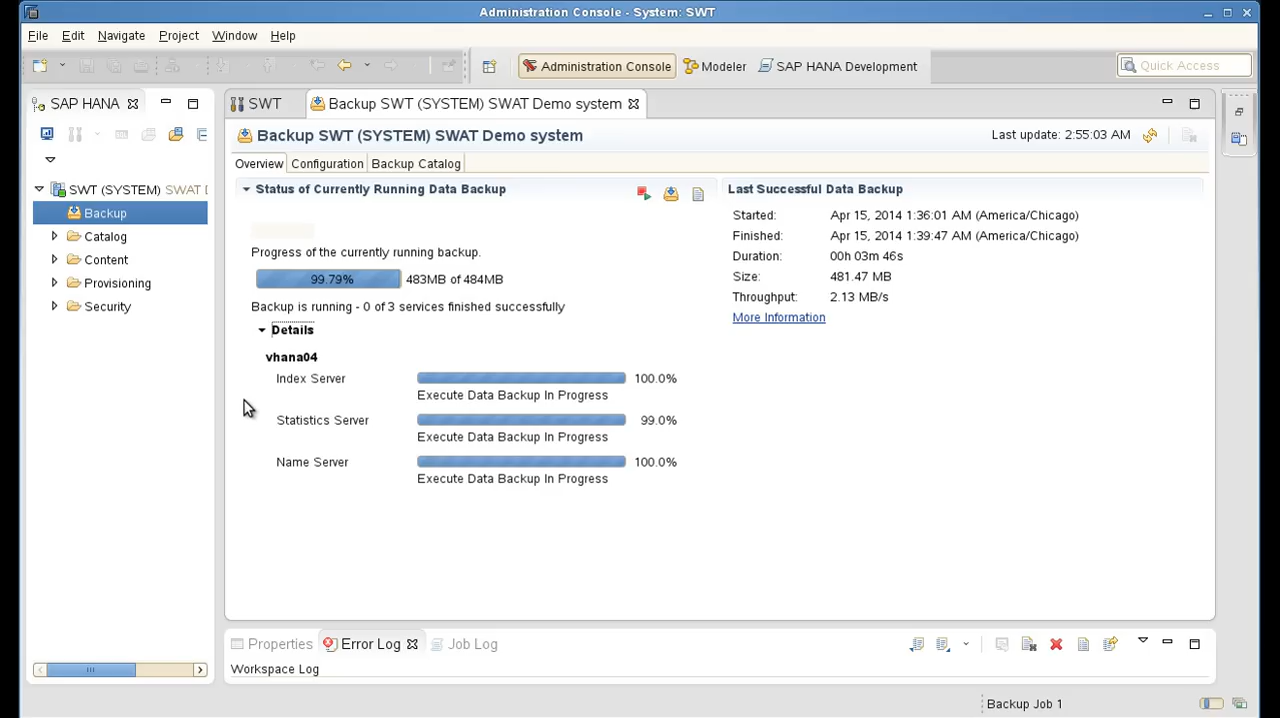 Administration Console - System: SWT
File Edit Navigate Project Window Help
Administration Console Modeler SAP HANA Development Quick Access
SAP HANA SWT Backup SWT (SYSTEM) SWAT Demo system
Backup SWT (SYSTEM) SWAT Demo system Last update: 2:55:03 AM
Overview Configuration Backup Catalog
SWT (SYSTEM) SWAT
Backup
Catalog
Content
Provisioning
Security
Status of Currently Running Data Backup
Progress of the currently running backup.
99.79% 483MB of 484MB
Backup is running - 0 of 3 services finished successfully
Details
vhana04
Index Server 100.0%
Execute Data Backup In Progress
Statistics Server 99.0%
Execute Data Backup In Progress
Name Server 100.0%
Execute Data Backup In Progress
Last Successful Data Backup
Started: Apr 15, 2014 1:36:01 AM (America/Chicago)
Finished: Apr 15, 2014 1:39:47 AM (America/Chicago)
Duration: 00h 03m 46s
Size: 481.47 MB
Throughput: 2.13 MB/s
More Information
Properties Error Log Job Log
Workspace Log
Backup Job 1